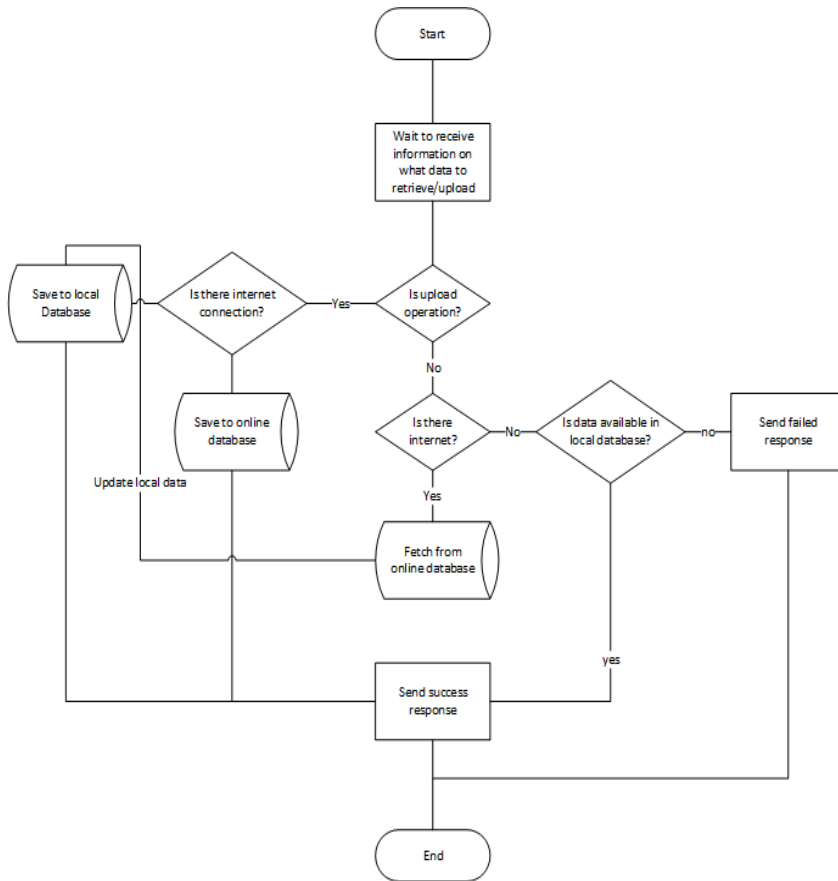 Start
Wait to receive
information on
what data to
retrieve/upload
Save to local
Database
Is there internet
connection?
Yes
Is upload
operation?
No
Save to online
database
Is there
internet?
No
Is data available in
local database?
no
Send failed
response
Update local data
Yes
Fetch from
online database
yes
Send success
response
End